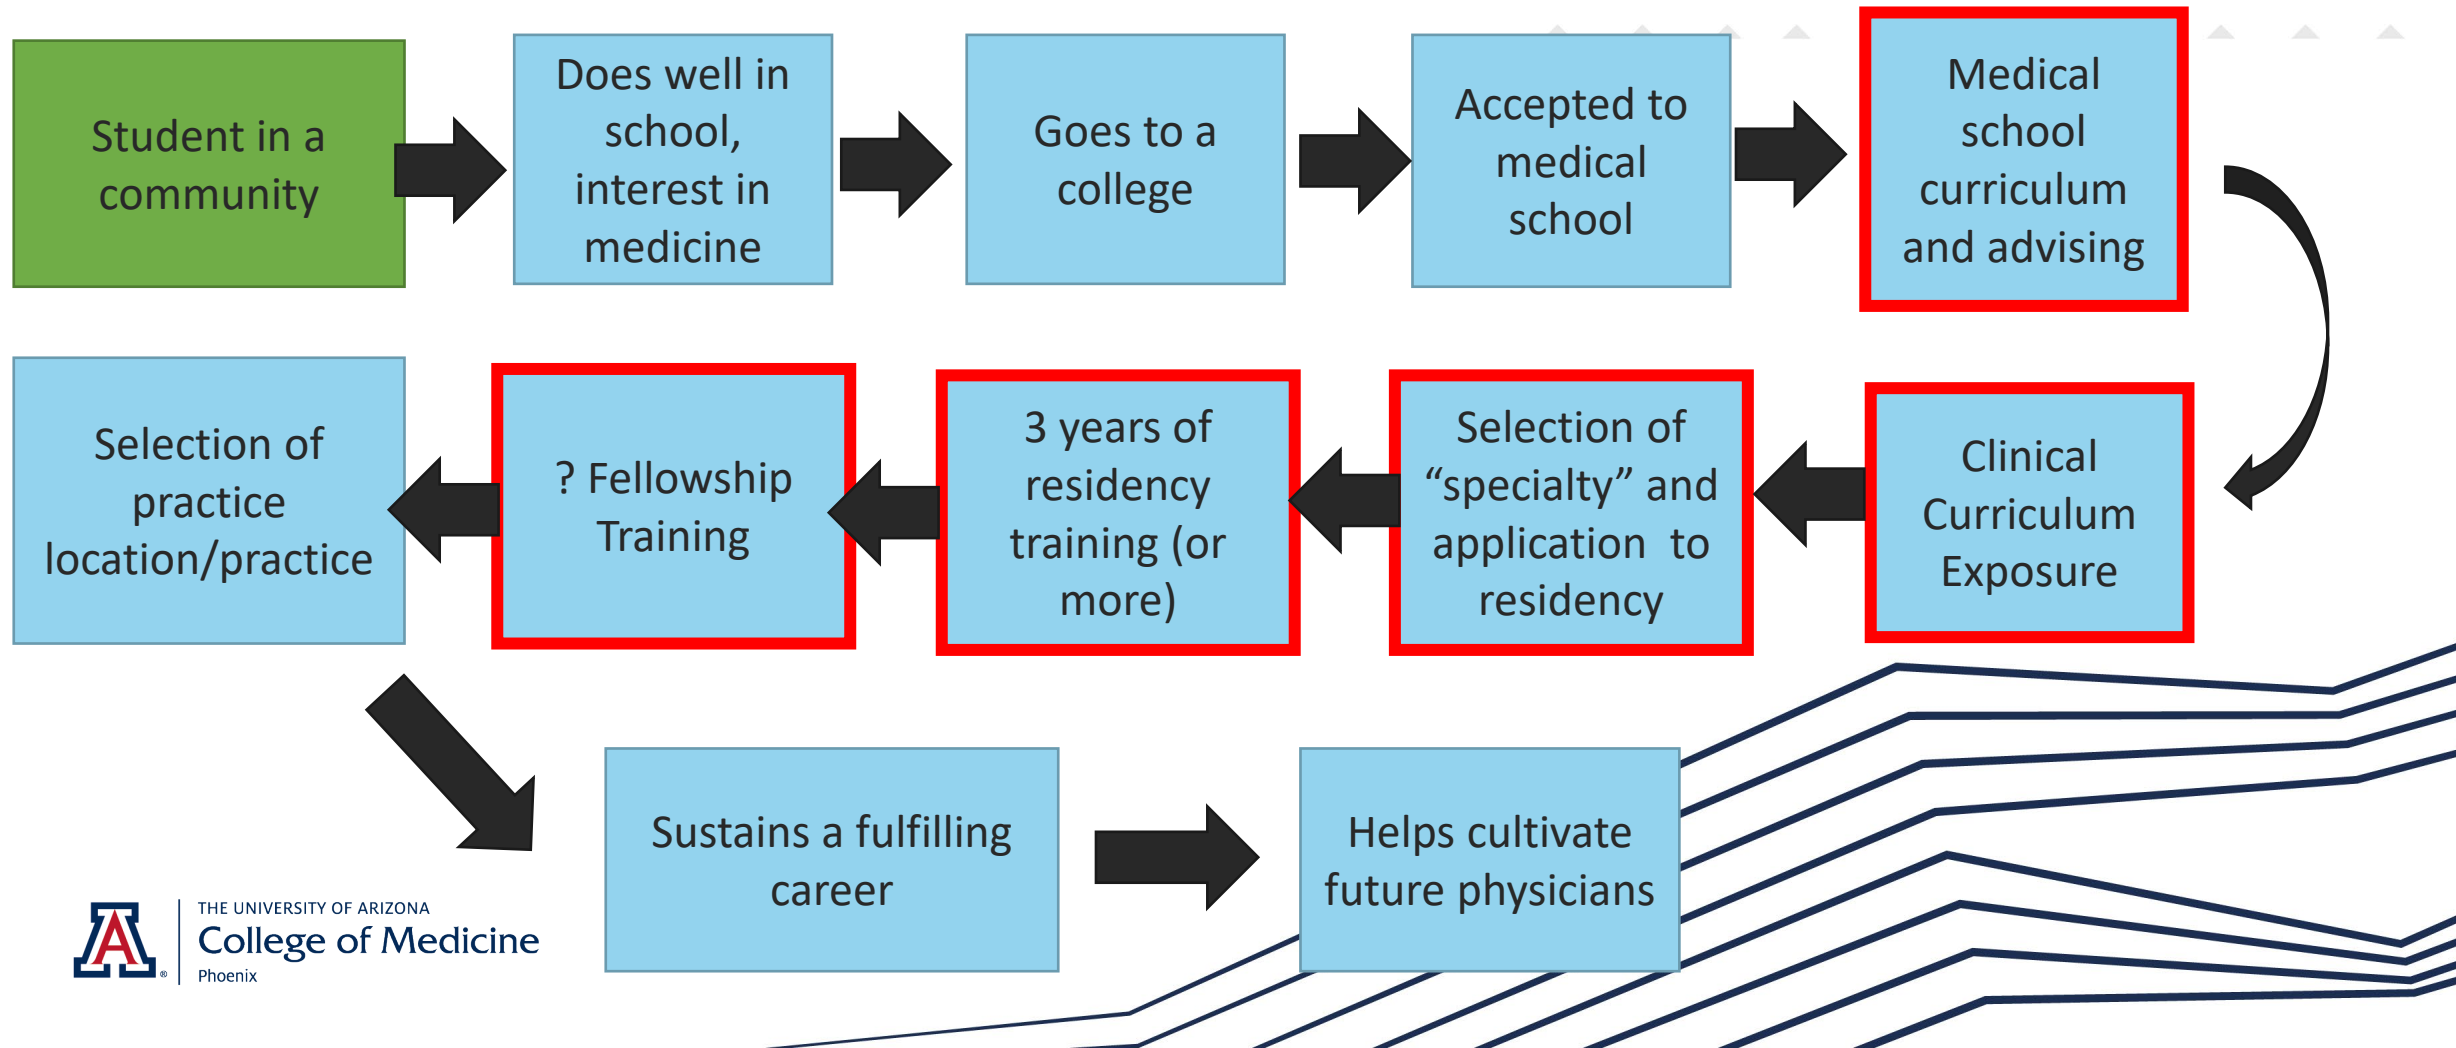 Student in a
community
Does well in
school,
interest in
medicine
Goes to a
college
Accepted to
medical
school
Medical
school
curriculum
and advising
Clinical
Curriculum
Exposure
Selection of
“specialty” and
application  to
residency
3 years of
residency
training (or
more)
? Fellowship
Training
Selection of
practice
location/practice
Sustains a fulfilling
career
Helps cultivate
future physicians
A
®
THE UNIVERSITY OF ARIZONA
College of Medicine
Phoenix